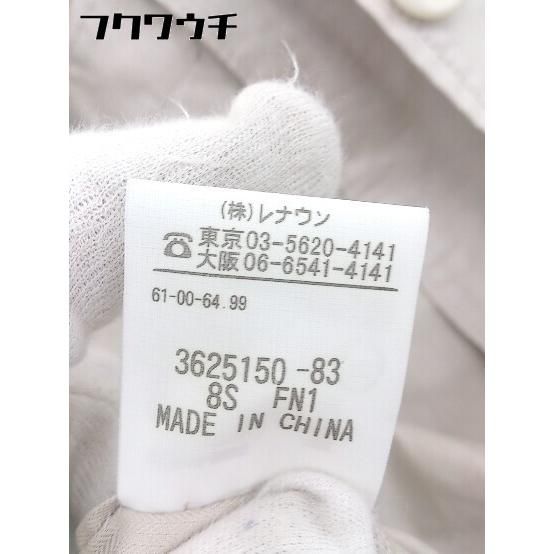 フクワウチ
(株)レナウン
☎東京03-5620-4141
大阪06-6541-4141
61-00-64.99
3625150-83
8S FN1
MADE IN CHINA